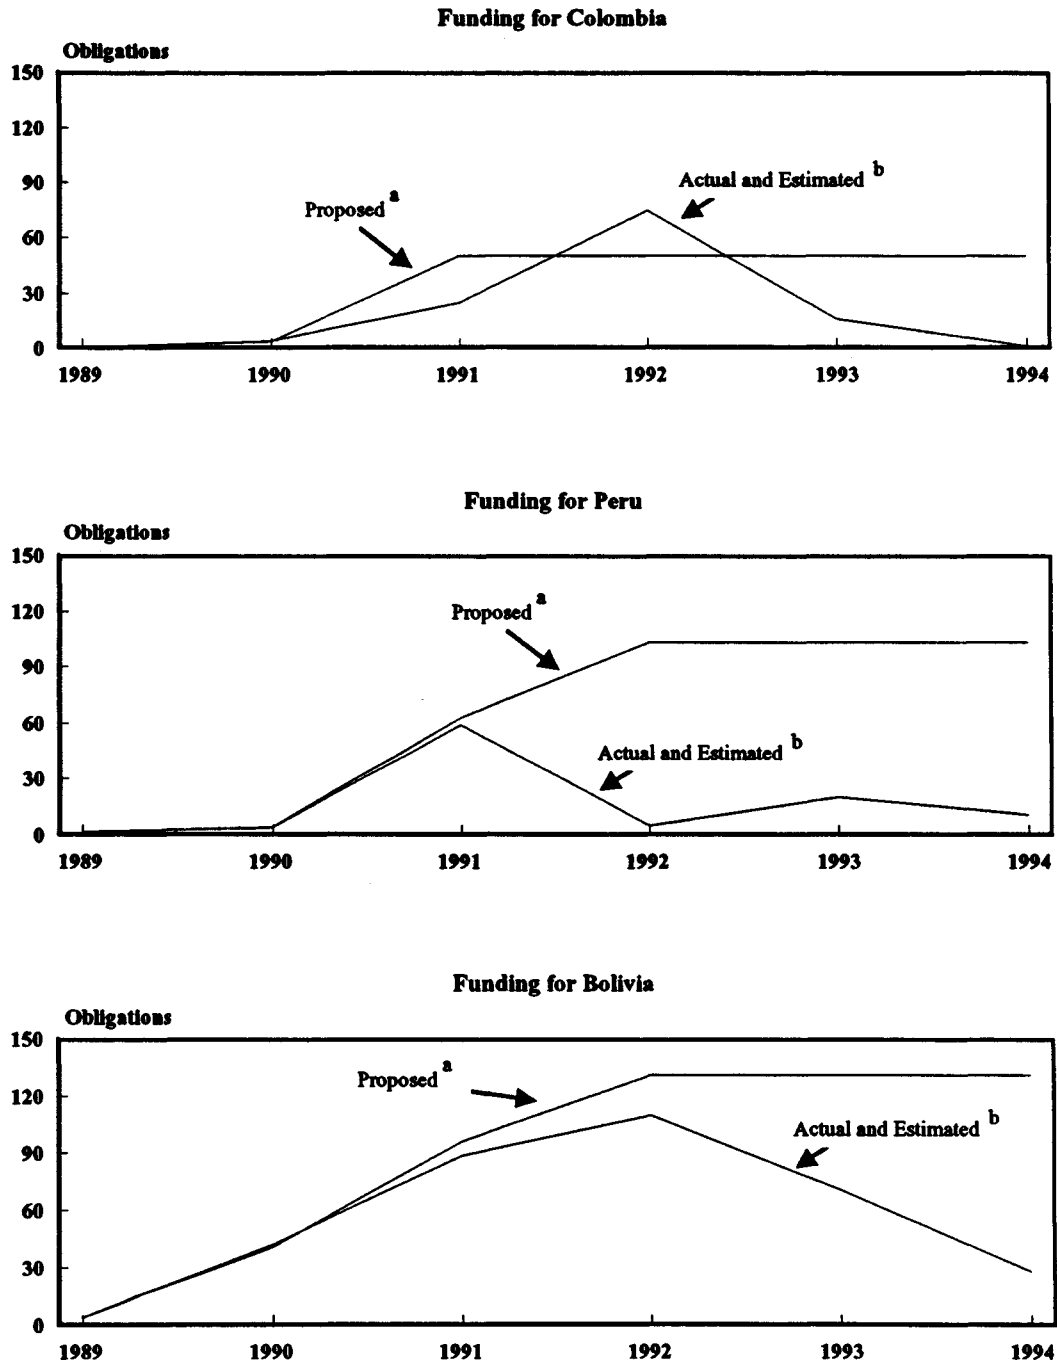 Funding for Colombia
Obligations
150
120
90
60
30
0
Proposed a
Actual and Estimated b
1989 1990 1991 1992 1993 1994
Funding for Peru
Obligations
150
120
90
60
30
0
Proposed a
Actual and Estimated b
1989 1990 1991 1992 1993 1994
Funding for Bolivia
Obligations
150
120
90
60
30
0
Proposed a
Actual and Estimated b
1989 1990 1991 1992 1993 1994